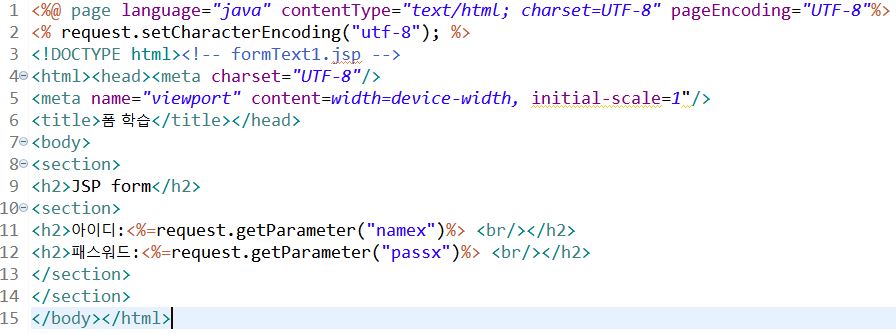 1 <%@ page language="java" contentType="text/html; charset=UTF-8" pageEncoding="UTF-8"%>
2 <% request.setCharacterEncoding("utf-8"); %>
3 <!DOCTYPE html><!-- formText1.jsp -->
4 <html><head><meta charset="UTF-8"/>
5 <meta name="viewport" content=width=device-width, initial-scale=1"/>
6 <title>폼 학습</title></head>
7 <body>
8 <section>
9 <h2>JSP form</h2>
10 <section>
11 <h2>아이디:<%=request.getParameter("namex")%> <br/></h2>
12 <h2>패스워드:<%=request.getParameter("passx")%> <br/></h2>
13 </section>
14 </section>
15 </body></html>